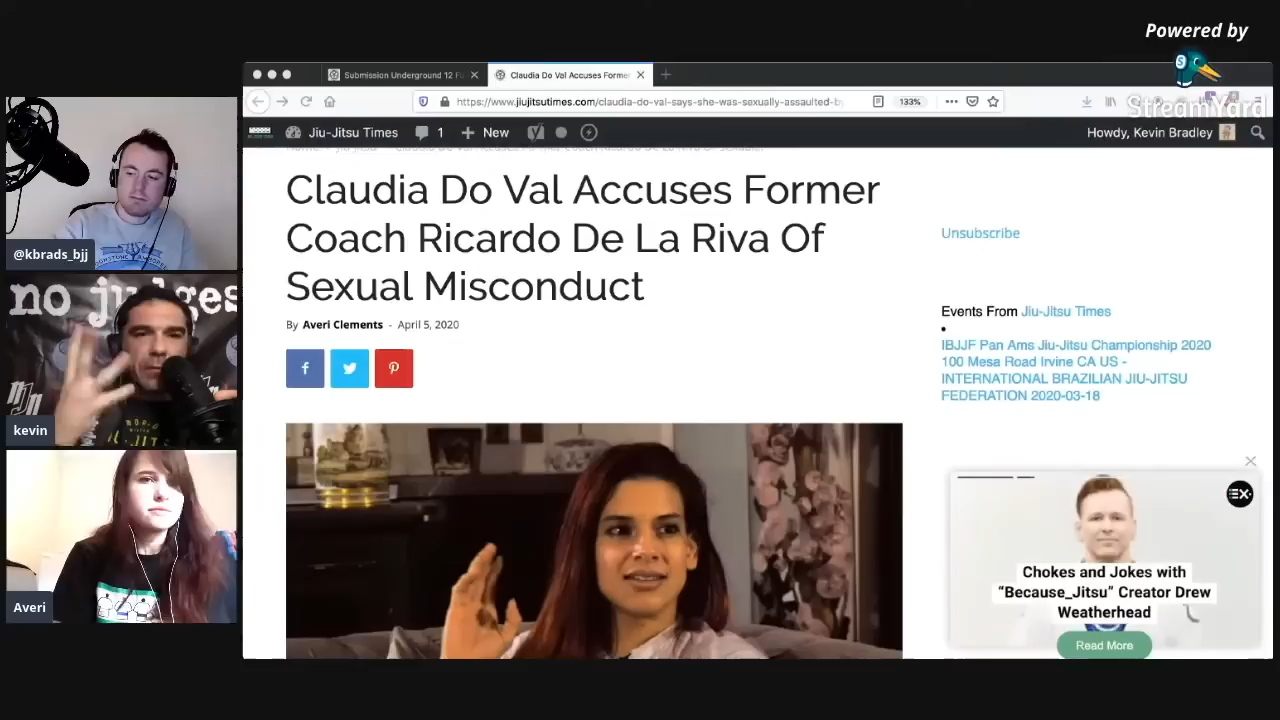 Powered by
StreamYard
Submission Underground 12 Fu
Claudia Do Val Accuses Former
https://www.jiujitsutimes.com/claudia-do-val-says-she-was-sexually-assaulted-by
133%
Jiu-Jitsu Times
1
New
Howdy, Kevin Bradley
Claudia Do Val Accuses Former
Coach Ricardo De La Riva Of
Sexual Misconduct
By Averi Clements - April 5, 2020
Unsubscribe
Events From Jiu-Jitsu Times
IBJJF Pan Ams Jiu-Jitsu Championship 2020
100 Mesa Road Irvine CA US -
INTERNATIONAL BRAZILIAN JIU-JITSU
FEDERATION 2020-03-18
Chokes and Jokes with
“Because_Jitsu” Creator Drew
Weatherhead
Read More
@kbrads_bjj
no judges
njn
kevin
Averi